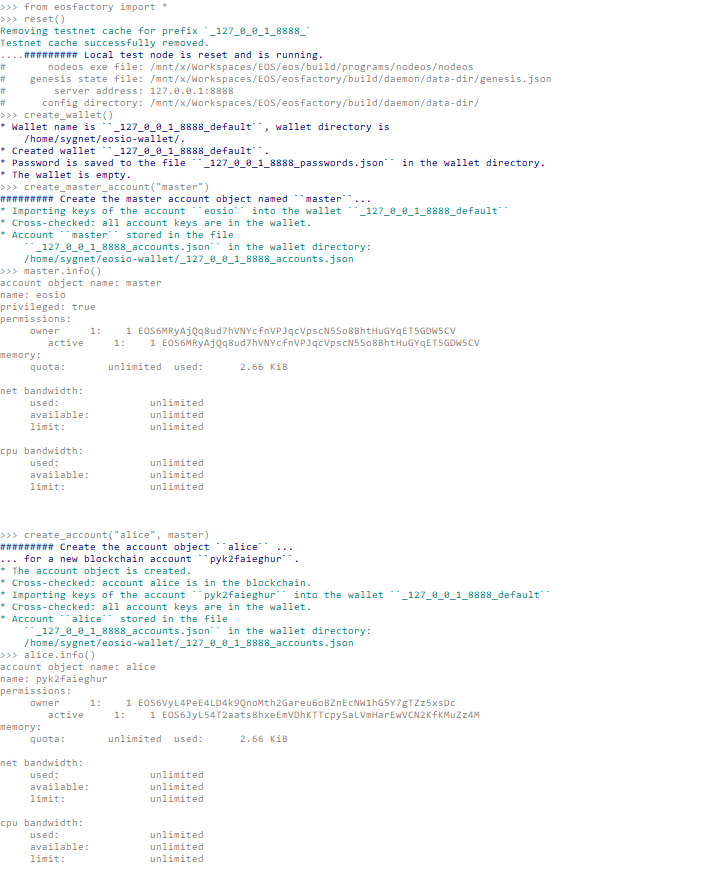 >>> from eosfactory import *
>>> reset()
Removing testnet cache for prefix `_127_0_0_1_8888_`
Testnet cache successfully removed.
....######### Local test node is reset and is running.
#       nodeos exe file: /mnt/x/Workspaces/EOS/eos/build/programs/nodeos/nodeos
#    genesis state file: /mnt/x/Workspaces/EOS/eosfactory/build/daemon/data-dir/genesis.json
#        server address: 127.0.0.1:8888
#      config directory: /mnt/x/Workspaces/EOS/eosfactory/build/daemon/data-dir/
>>> create_wallet()
* Wallet name is ``_127_0_0_1_8888_default``, wallet directory is
    /home/sygnet/eosio-wallet/.
* Created wallet ``_127_0_0_1_8888_default``.
* Password is saved to the file ``_127_0_0_1_8888_passwords.json`` in the wallet directory.
* The wallet is empty.
>>> create_master_account("master")
######### Create the master account object named ``master``...
* Importing keys of the account ``eosio`` into the wallet ``_127_0_0_1_8888_default``
* Cross-checked: all account keys are in the wallet.
* Account ``master`` stored in the file
    ``_127_0_0_1_8888_accounts.json`` in the wallet directory:
    /home/sygnet/eosio-wallet/_127_0_0_1_8888_accounts.json
>>> master.info()
account object name: master
name: eosio
privileged: true
permissions:
     owner     1:    1 EOS6MRyAjQq8ud7hVNYcfnVPJqcVpscN5So8BhtHuGYqET5GDW5CV
        active     1:    1 EOS6MRyAjQq8ud7hVNYcfnVPJqcVpscN5So8BhtHuGYqET5GDW5CV
memory:
     quota:       unlimited  used:      2.66 KiB

net bandwidth:
     used:               unlimited
     available:          unlimited
     limit:              unlimited

cpu bandwidth:
     used:               unlimited
     available:          unlimited
     limit:              unlimited

>>> create_account("alice", master)
######### Create the account object ``alice`` ...
... for a new blockchain account ``pyk2faieghur``.
* The account object is created.
* Cross-checked: account alice is in the blockchain.
* Importing keys of the account ``pyk2faieghur`` into the wallet ``_127_0_0_1_8888_default``
* Cross-checked: all account keys are in the wallet.
* Account ``alice`` stored in the file
    ``_127_0_0_1_8888_accounts.json`` in the wallet directory:
    /home/sygnet/eosio-wallet/_127_0_0_1_8888_accounts.json
>>> alice.info()
account object name: alice
name: pyk2faieghur
permissions:
     owner     1:    1 EOS6VyL4PeE4LD4k9QnoMth2Gareu6oBZnEcNW1hG5Y7gTZz5xsDc
        active     1:    1 EOS6JyL54T2aats8hxeEmVDhKTTcpySaLVmHarEwVCN2KfKMuZz4M
memory:
     quota:       unlimited  used:      2.66 KiB

net bandwidth:
     used:               unlimited
     available:          unlimited
     limit:              unlimited

cpu bandwidth:
     used:               unlimited
     available:          unlimited
     limit:              unlimited